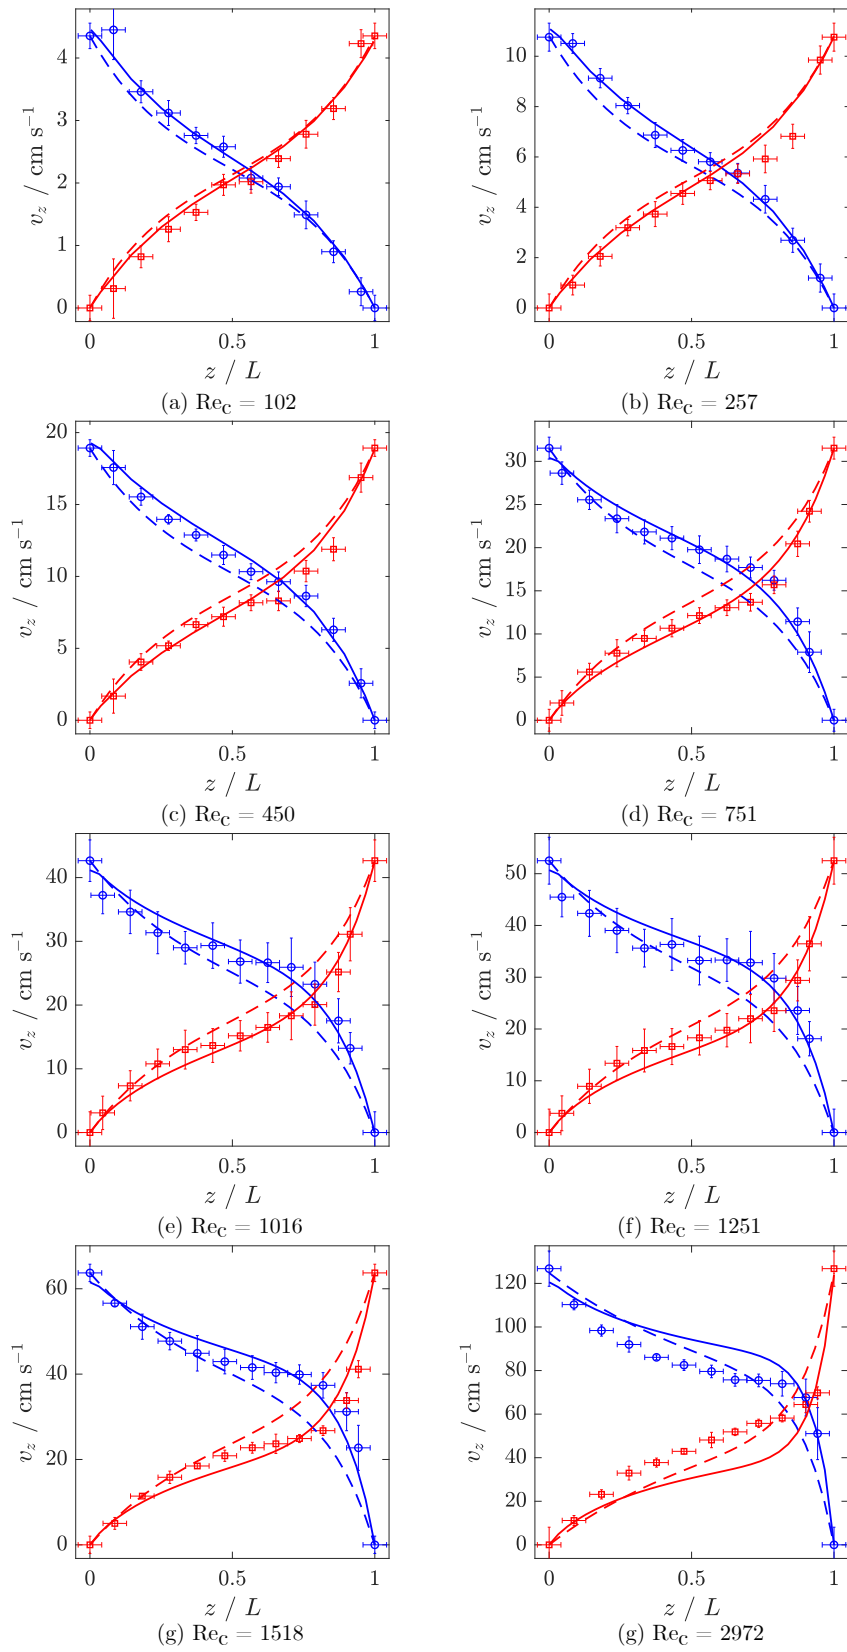 4
3
2
1
0
v_z / cm s⁻¹
0 0.5 1
z / L
(a) Re_C = 102
10
8
6
4
2
0
v_z / cm s⁻¹
0 0.5 1
z / L
(b) Re_C = 257
20
15
10
5
0
v_z / cm s⁻¹
0 0.5 1
z / L
(c) Re_C = 450
30
25
20
15
10
5
0
v_z / cm s⁻¹
0 0.5 1
z / L
(d) Re_C = 751
40
30
20
10
0
v_z / cm s⁻¹
0 0.5 1
z / L
(e) Re_C = 1016
50
40
30
20
10
0
v_z / cm s⁻¹
0 0.5 1
z / L
(f) Re_C = 1251
60
40
20
0
v_z / cm s⁻¹
0 0.5 1
z / L
(g) Re_C = 1518
120
100
80
60
40
20
0
v_z / cm s⁻¹
0 0.5 1
z / L
(g) Re_C = 2972